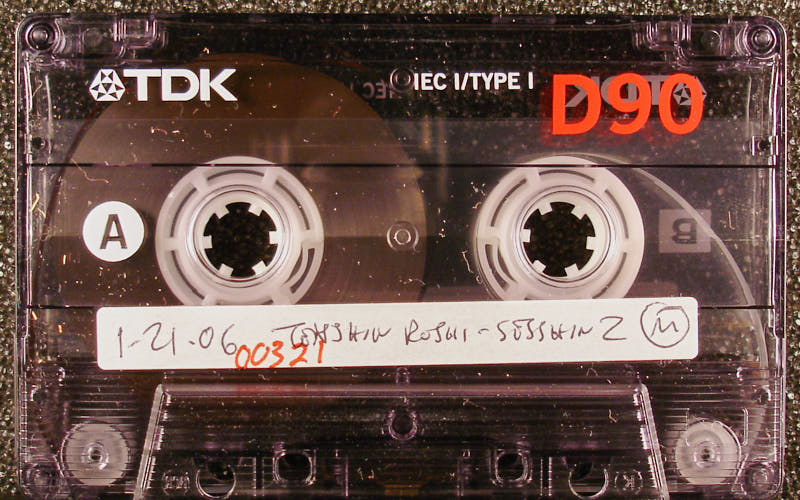 TDK
IEC I/TYPE I
D90
A
B
1-21-06 TENSHIN ROSHI - SESSHIN 2 M
00321